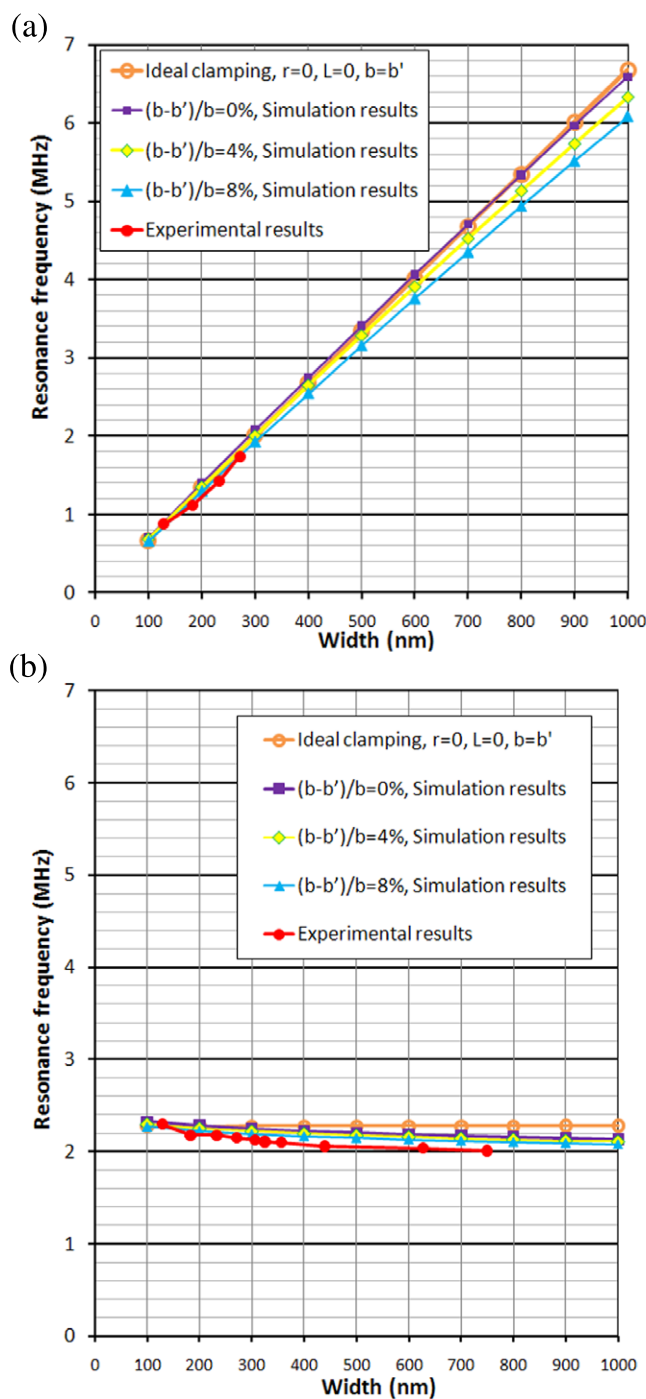 (a)
7
6
5
4
3
2
1
0
Resonance frequency (MHz)
Ideal clamping, r=0, L=0, b=b'
(b-b’)/b=0%, Simulation results
(b-b’)/b=4%, Simulation results
(b-b’)/b=8%, Simulation results
Experimental results
0 100 200 300 400 500 600 700 800 900 1000
Width (nm)
(b)
7
6
5
4
3
2
1
0
Resonance frequency (MHz)
Ideal clamping, r=0, L=0, b=b'
(b-b’)/b=0%, Simulation results
(b-b’)/b=4%, Simulation results
(b-b’)/b=8%, Simulation results
Experimental results
0 100 200 300 400 500 600 700 800 900 1000
Width (nm)